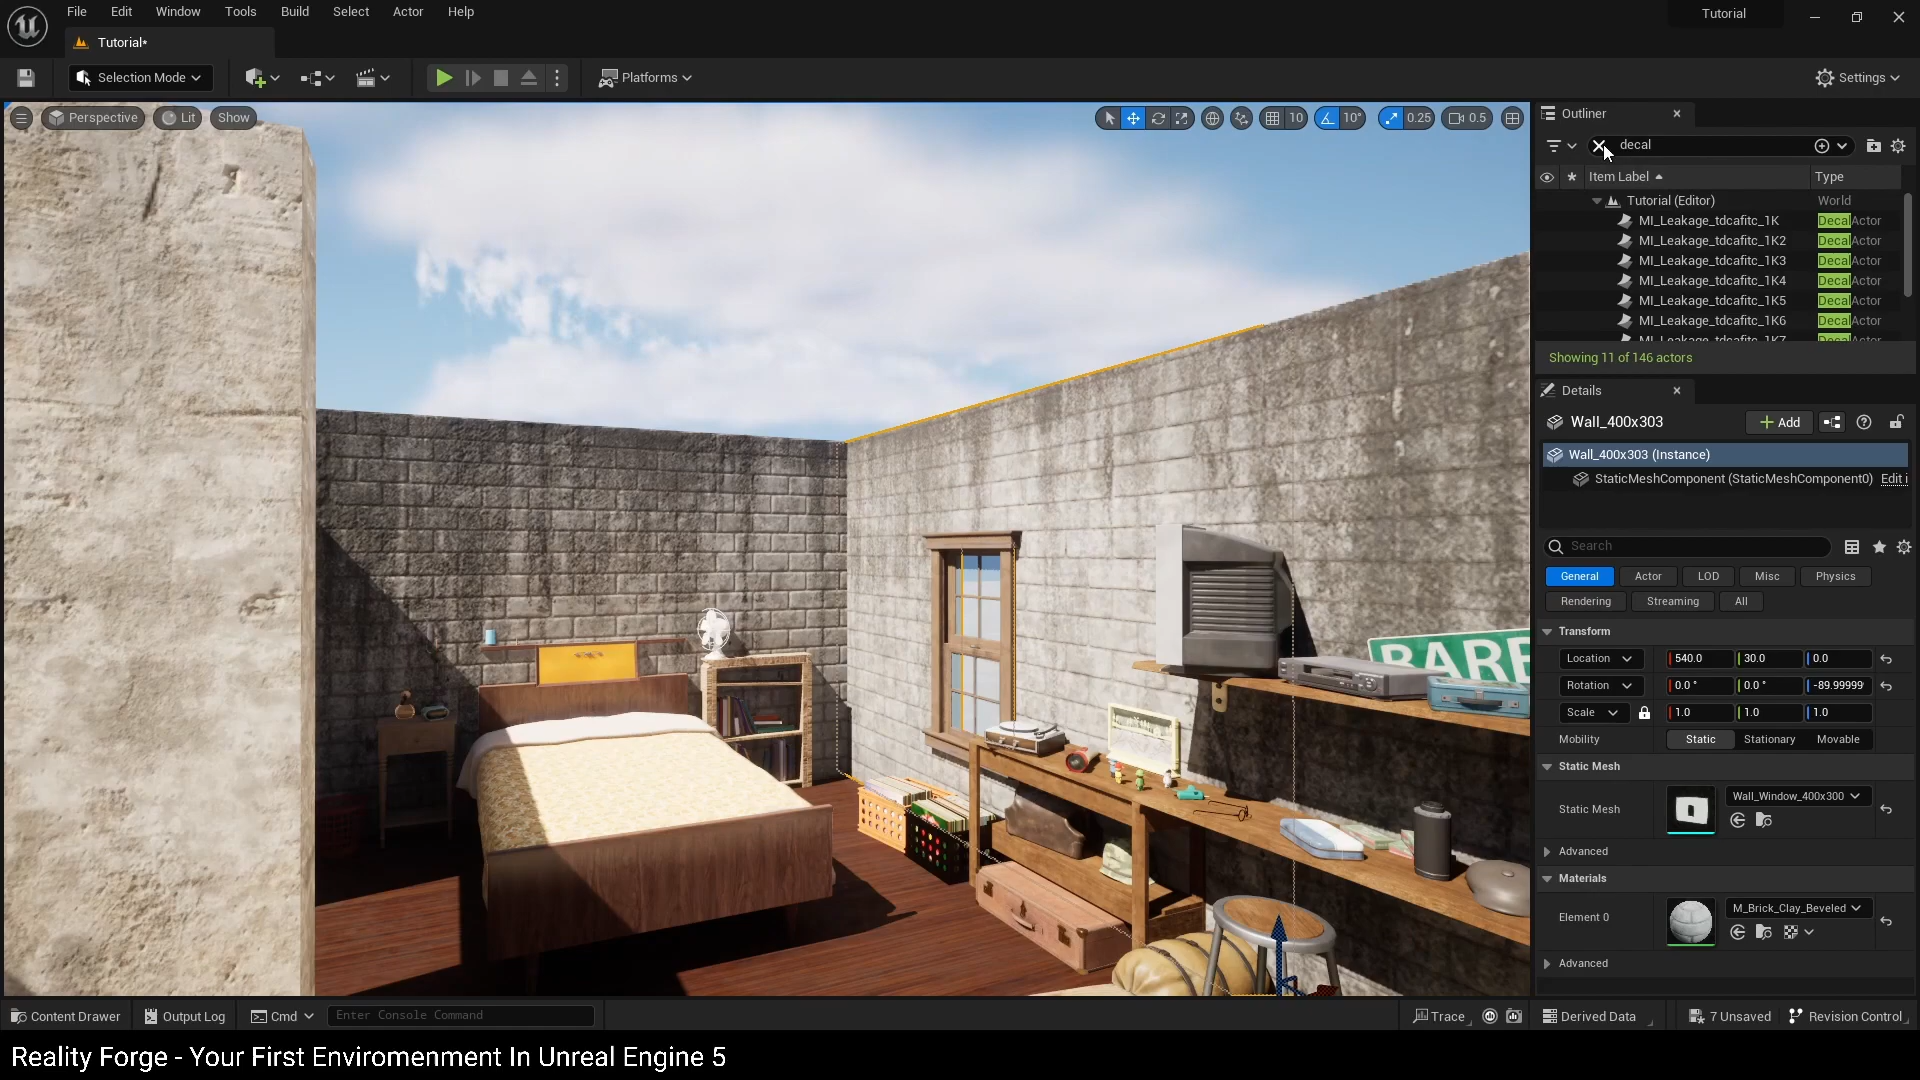 File Edit Window Tools Build Select Actor Help
Tutorial
Tutorial*
Selection Mode
Platforms
Settings
Perspective
Lit
Show
10
10°
0.25
0.5
Outliner
decal
Item Label
Type
Tutorial (Editor)
World
MI_Leakage_tdcafitc_1K
DecalActor
MI_Leakage_tdcafitc_1K2
DecalActor
MI_Leakage_tdcafitc_1K3
DecalActor
MI_Leakage_tdcafitc_1K4
DecalActor
MI_Leakage_tdcafitc_1K5
DecalActor
MI_Leakage_tdcafitc_1K6
DecalActor
MI_Leakage_tdcafitc_1K7
DecalActor
Showing 11 of 146 actors
Details
Wall_400x303
Add
Wall_400x303 (Instance)
StaticMeshComponent (StaticMeshComponent0)
Edit i
Search
General
Actor
LOD
Misc
Physics
Rendering
Streaming
All
Transform
Location
540.0
30.0
0.0
Rotation
0.0 °
0.0 °
-89.99999
Scale
1.0
1.0
1.0
Mobility
Static
Stationary
Movable
Static Mesh
Static Mesh
Wall_Window_400x300
Advanced
Materials
Element 0
M_Brick_Clay_Beveled
Advanced
BARE
Content Drawer
Output Log
Cmd
Enter Console Command
Trace
Derived Data
7 Unsaved
Revision Control
Reality Forge - Your First Enviromenment In Unreal Engine 5